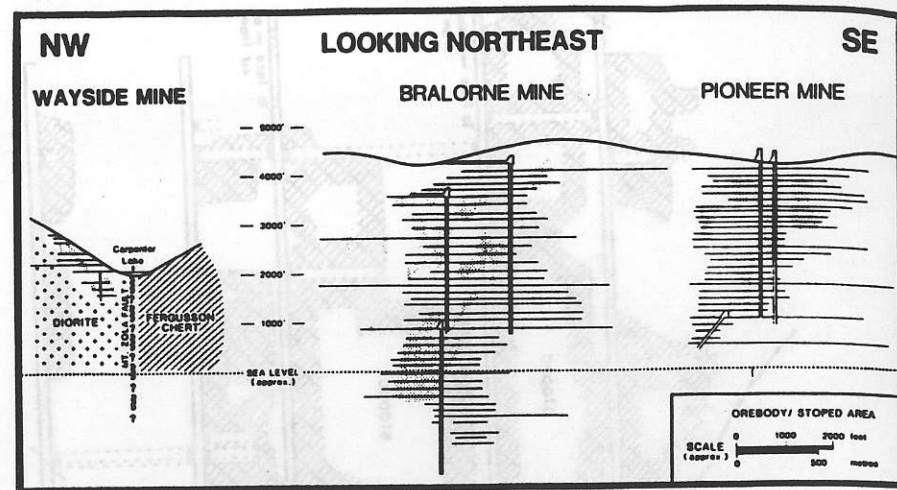 NW
LOOKING NORTHEAST
SE
WAYSIDE MINE
BRALORNE MINE
PIONEER MINE
5000'
4000'
3000'
2000'
1000'
Carpenter
Lake
DIORITE
FAULT
FERGUSSON
CHERT
SEA LEVEL
(approx.)
?
?
?
OREBODY/ STOPED AREA
SCALE
(approx.)
0 1000 2000 feet
0 500 metres